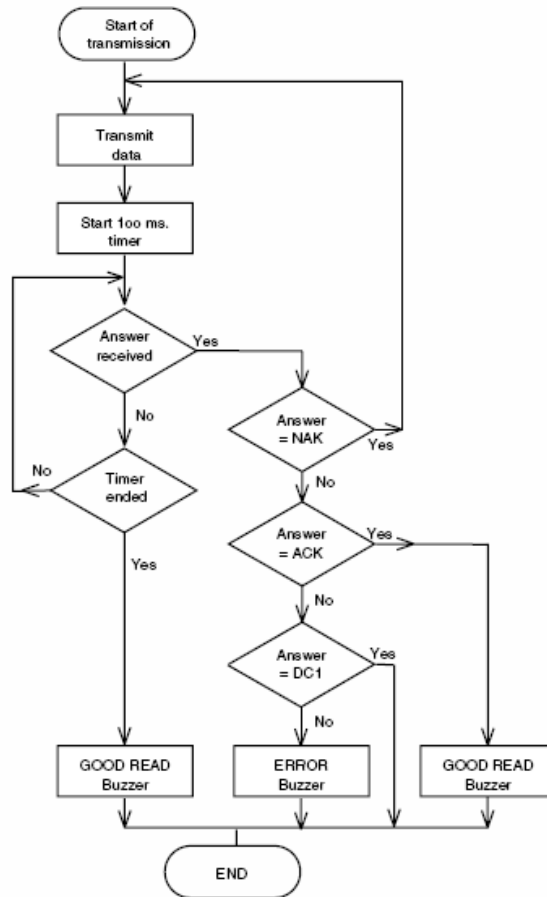 Start of
transmission
Transmit
data
Start 1oo ms.
timer
Answer
received
Yes
No
Answer
= NAK
Yes
No
Timer
ended
No
Yes
Answer
= ACK
Yes
No
Answer
= DC1
Yes
No
GOOD READ
Buzzer
ERROR
Buzzer
GOOD READ
Buzzer
END